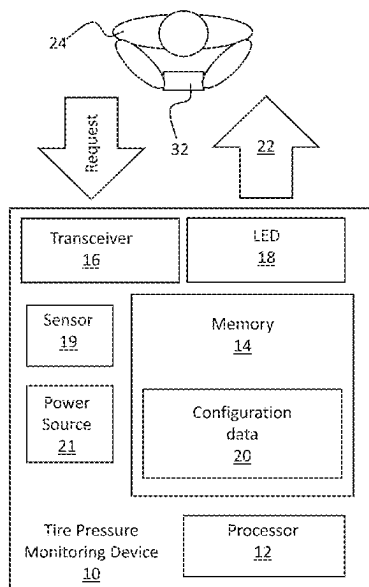 24
32
Request
22
Transceiver
16
LED
18
Sensor
19
Memory
14
Power
Source
21
Configuration
data
20
Tire Pressure
Monitoring Device
10
Processor
12